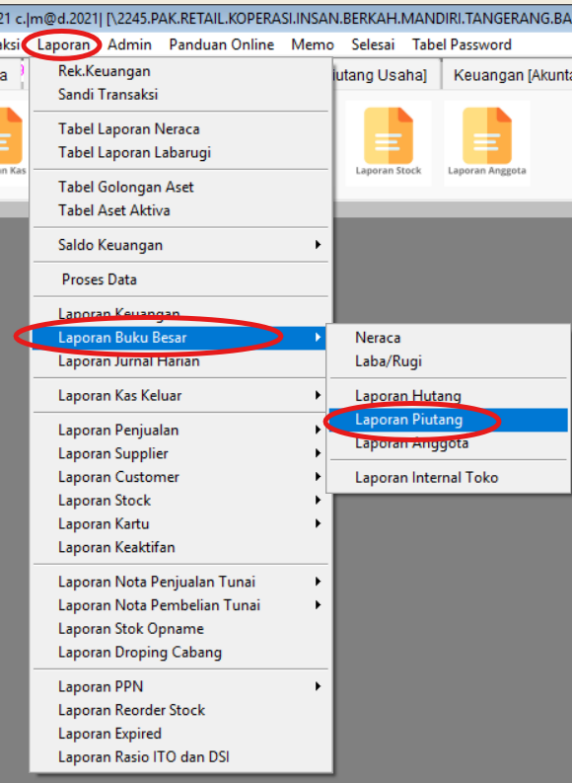 21 c.|m@d.2021| [\2245.PAK.RETAIL.KOPERASI.INSAN.BERKAH.MANDIRI.TANGERANG.BA
aksi Laporan Admin Panduan Online Memo Selesai Tabel Password
a iutang Usaha] Keuangan [Akunta
Rek.Keuangan
Sandi Transaksi
Tabel Laporan Neraca
Tabel Laporan Labarugi
n Kas Laporan Stock Laporan Anggota
Tabel Golongan Aset
Tabel Aset Aktiva
Saldo Keuangan
Proses Data
Laporan Keuangan
Laporan Buku Besar
Laporan Jurnal Harian
Laporan Kas Keluar
Laporan Penjualan
Laporan Supplier
Laporan Customer
Laporan Stock
Laporan Kartu
Laporan Keaktifan
Laporan Nota Penjualan Tunai
Laporan Nota Pembelian Tunai
Laporan Stok Opname
Laporan Droping Cabang
Laporan PPN
Laporan Reorder Stock
Laporan Expired
Laporan Rasio ITO dan DSI
Neraca
Laba/Rugi
Laporan Hutang
Laporan Piutang
Laporan Anggota
Laporan Internal Toko